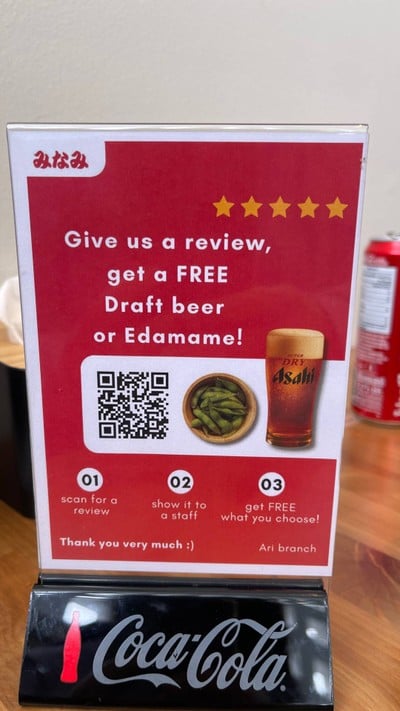 みなみ
Give us a review,
get a FREE
Draft beer
or Edamame!
SUPER
"DRY"
Asahi
01
scan for a
review
02
show it to
a staff
03
get FREE
what you choose!
Thank you very much :)
Ari branch
Coca-Cola